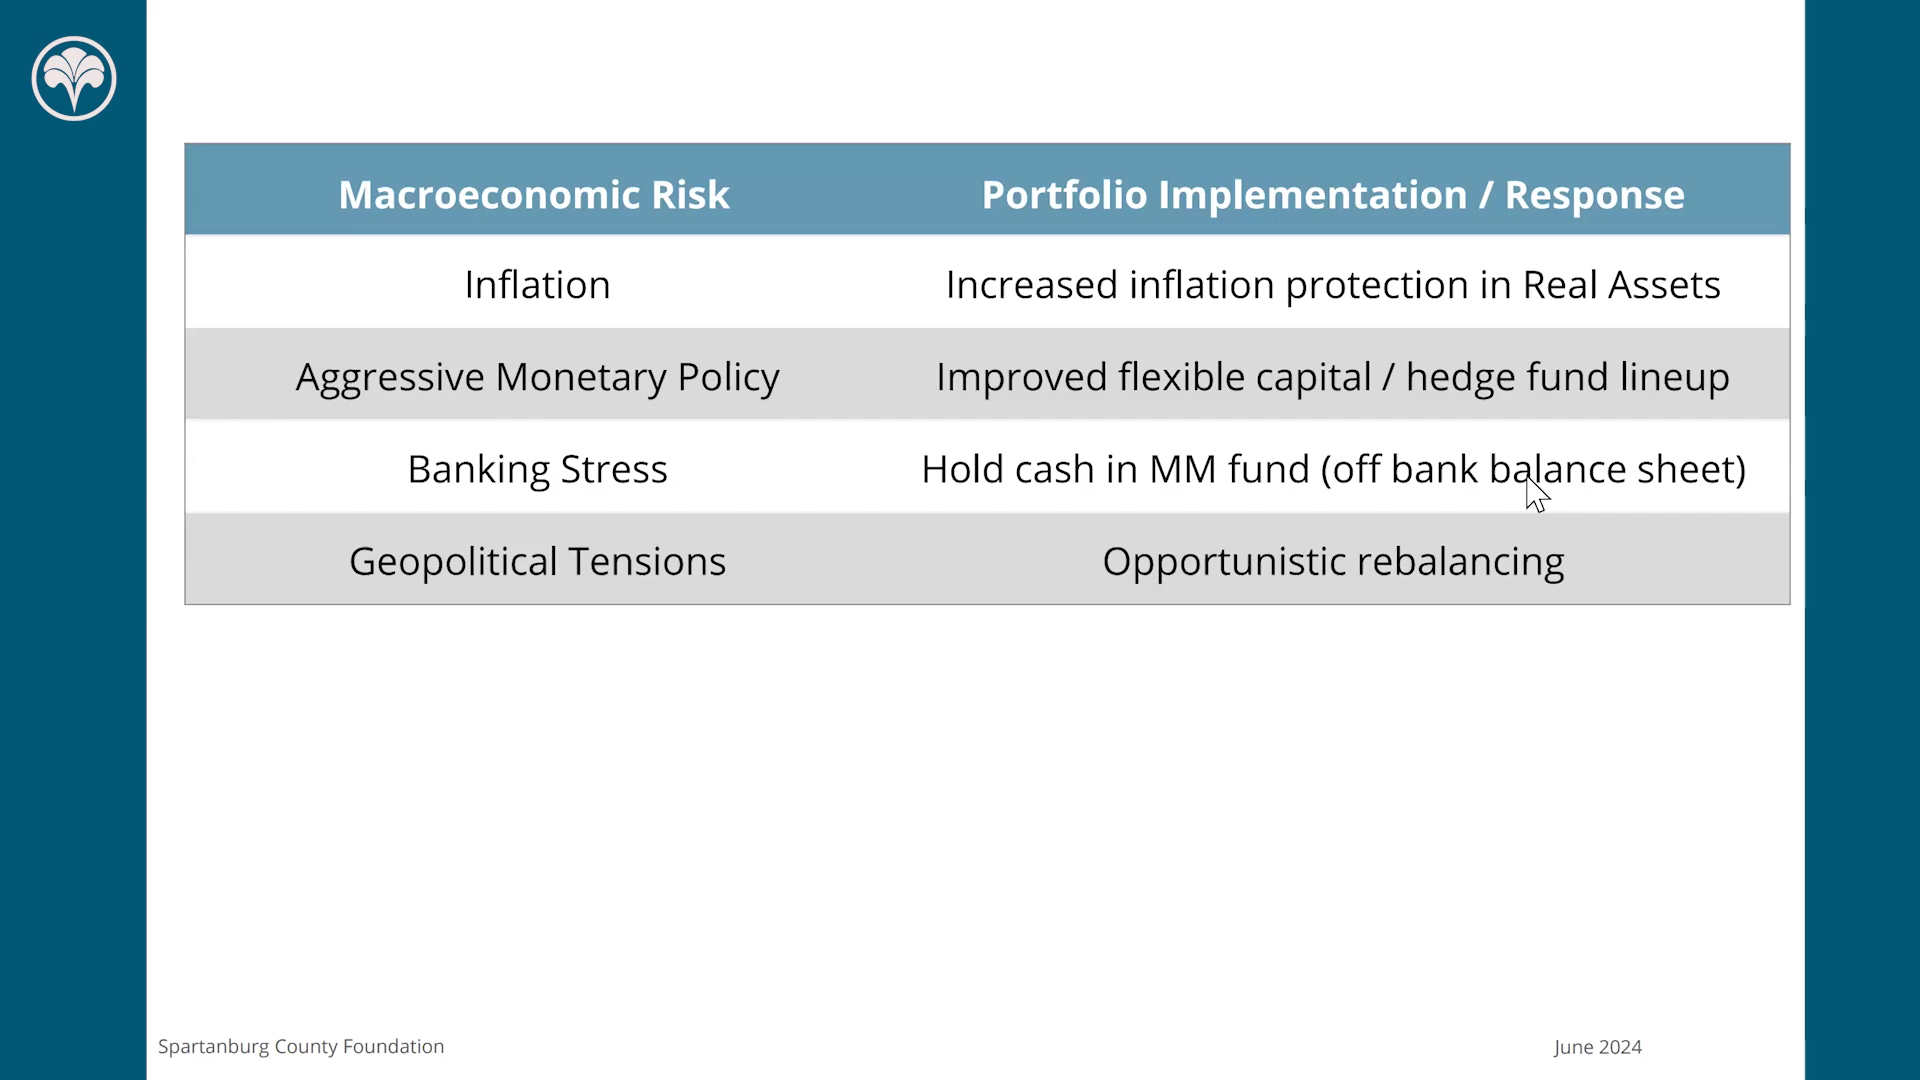 Macroeconomic Risk
Portfolio Implementation / Response
Inflation
Increased inflation protection in Real Assets
Aggressive Monetary Policy
Improved flexible capital / hedge fund lineup
Banking Stress
Hold cash in MM fund (off bank balance sheet)
Geopolitical Tensions
Opportunistic rebalancing
Spartanburg County Foundation
June 2024